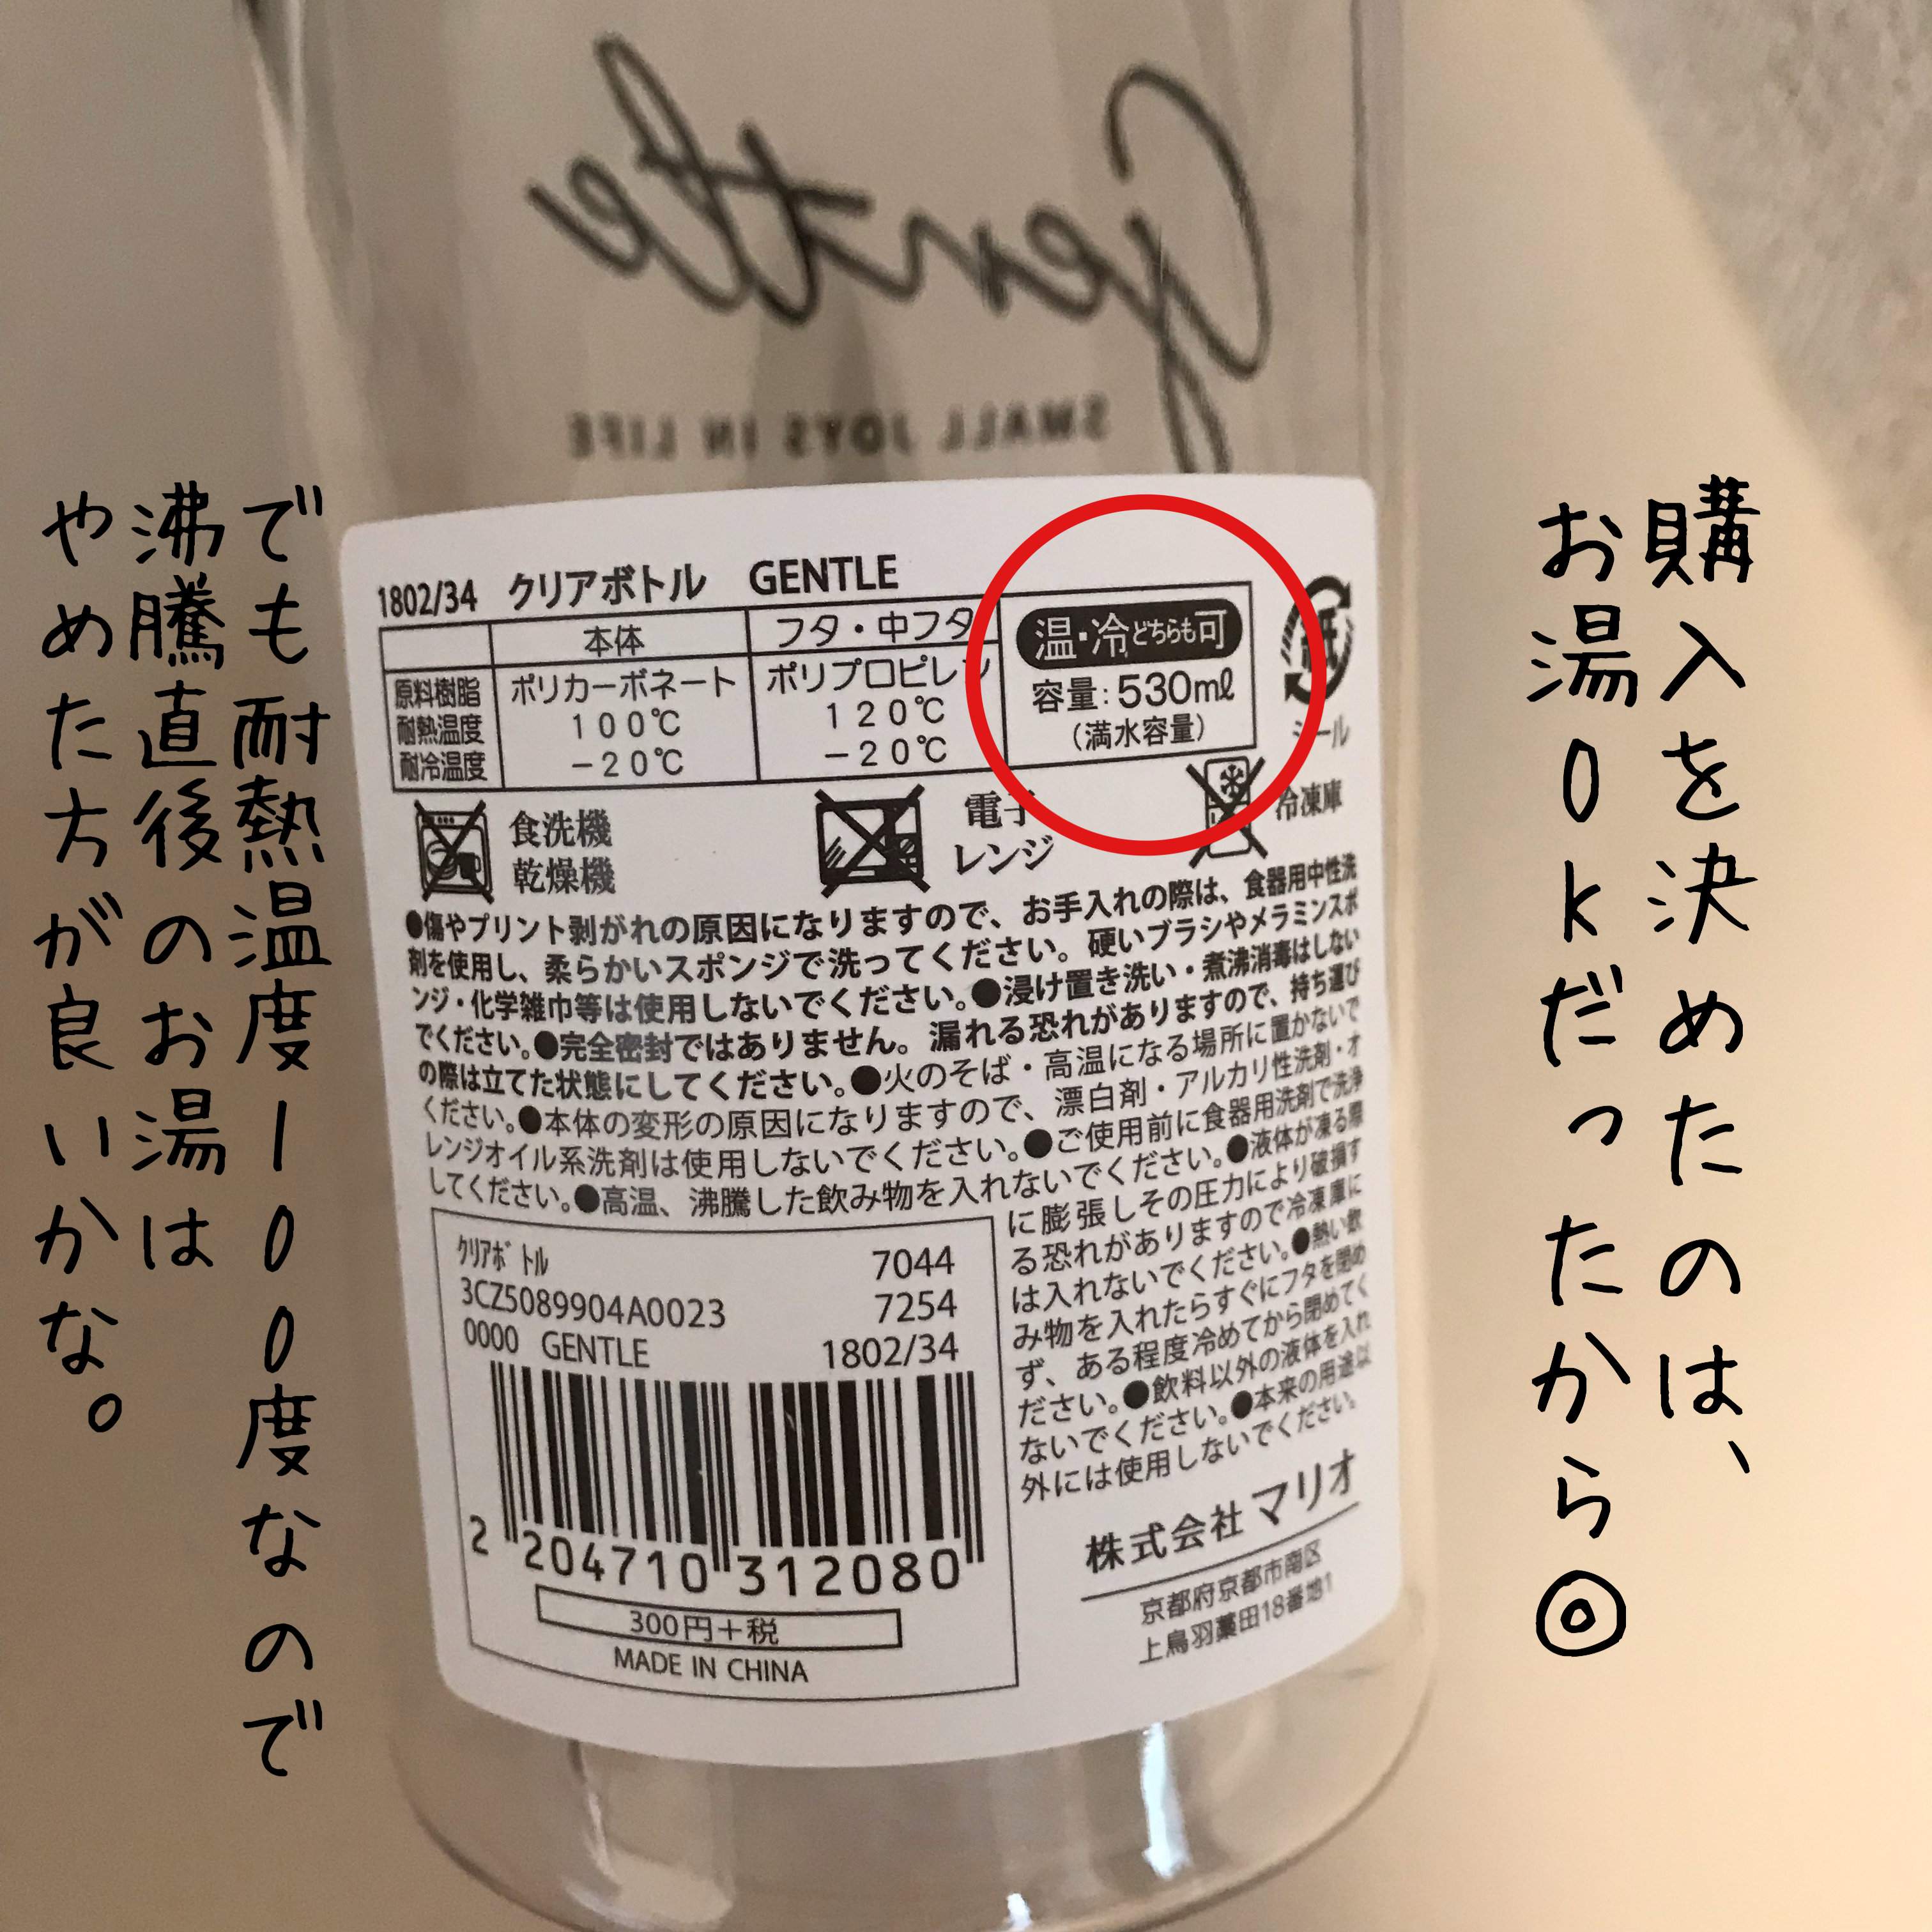 Gentle
SMALL JOYS IN LIFE
購入を決めたのは、
お湯OKだったから◎
でも耐熱温度100度なので
沸騰直後のお湯は
やめた方が良いかな。
1802/34 クリアボトル GENTLE
本体 フタ・中フタ
原料樹脂 ポリカーボネート ポリプロピレン
耐熱温度 100℃ 120℃
耐冷温度 -20℃ -20℃
温・冷どちらも可
容量:530mℓ
(満水容量)
紙
シール
食洗機
乾燥機
電子
レンジ
冷凍庫
●傷やプリント剥がれの原因になりますので、お手入れの際は、食器用中性洗
剤を使用し、柔らかいスポンジで洗ってください。硬いブラシやメラミンスポ
ンジ・化学雑巾等は使用しないでください。●浸け置き洗い・煮沸消毒はしない
でください。●完全密封ではありません。漏れる恐れがありますので、持ち運び
の際は立てた状態にしてください。●火のそば・高温になる場所に置かないで
ください。●本体の変形の原因になりますので、漂白剤・アルカリ性洗剤・オ
レンジオイル系洗剤は使用しないでください。●ご使用前に食器用洗剤で洗浄
してください。●高温、沸騰した飲み物を入れないでください。●液体が凍る際
に膨張しその圧力により破損す
る恐れがありますので冷凍庫に
は入れないでください。●熱い飲
み物を入れたらすぐにフタを閉め
ず、ある程度冷めてから閉めてく
ださい。●飲料以外の液体を入れ
ないでください。●本来の用途以
外には使用しないでください。
クリアボトル 7044
3CZ5089904A0023 7254
0000 GENTLE 1802/34
2 204710 312080
300円+税
MADE IN CHINA
株式会社マリオ
京都府京都市南区
上鳥羽藁田18番地1